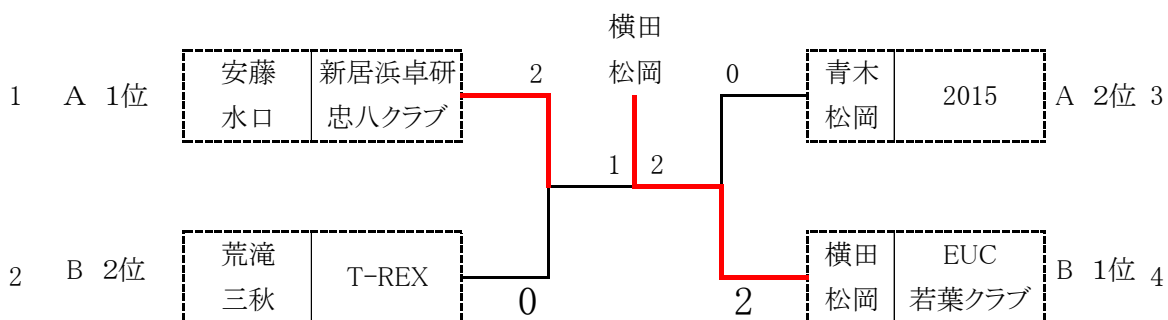 横田
松岡
1 A 1位 安藤 新居浜卓研 2
水口 忠八クラブ
0 青木 2015 A 2位 3
松岡
1 2
2 B 2位 荒滝 T-REX 0
三秋
2 横田 EUC B 1位 4
松岡 若葉クラブ